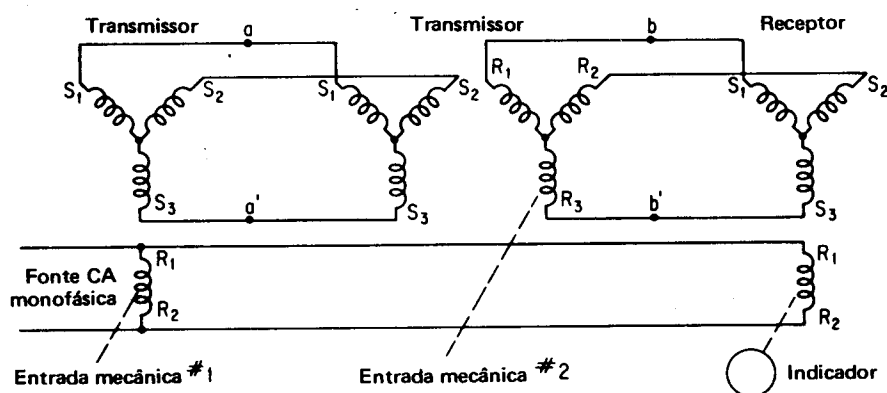 Transmissor a Transmissor b Receptor
R₁ R₂
S₁ S₂ S₁ S₂ S₁ S₂
S₃ a' S₃ R₃ b' S₃
Fonte CA
monofásica
R₁ R₁
R₂ R₂
Entrada mecânica #1 Entrada mecânica #2 Indicador